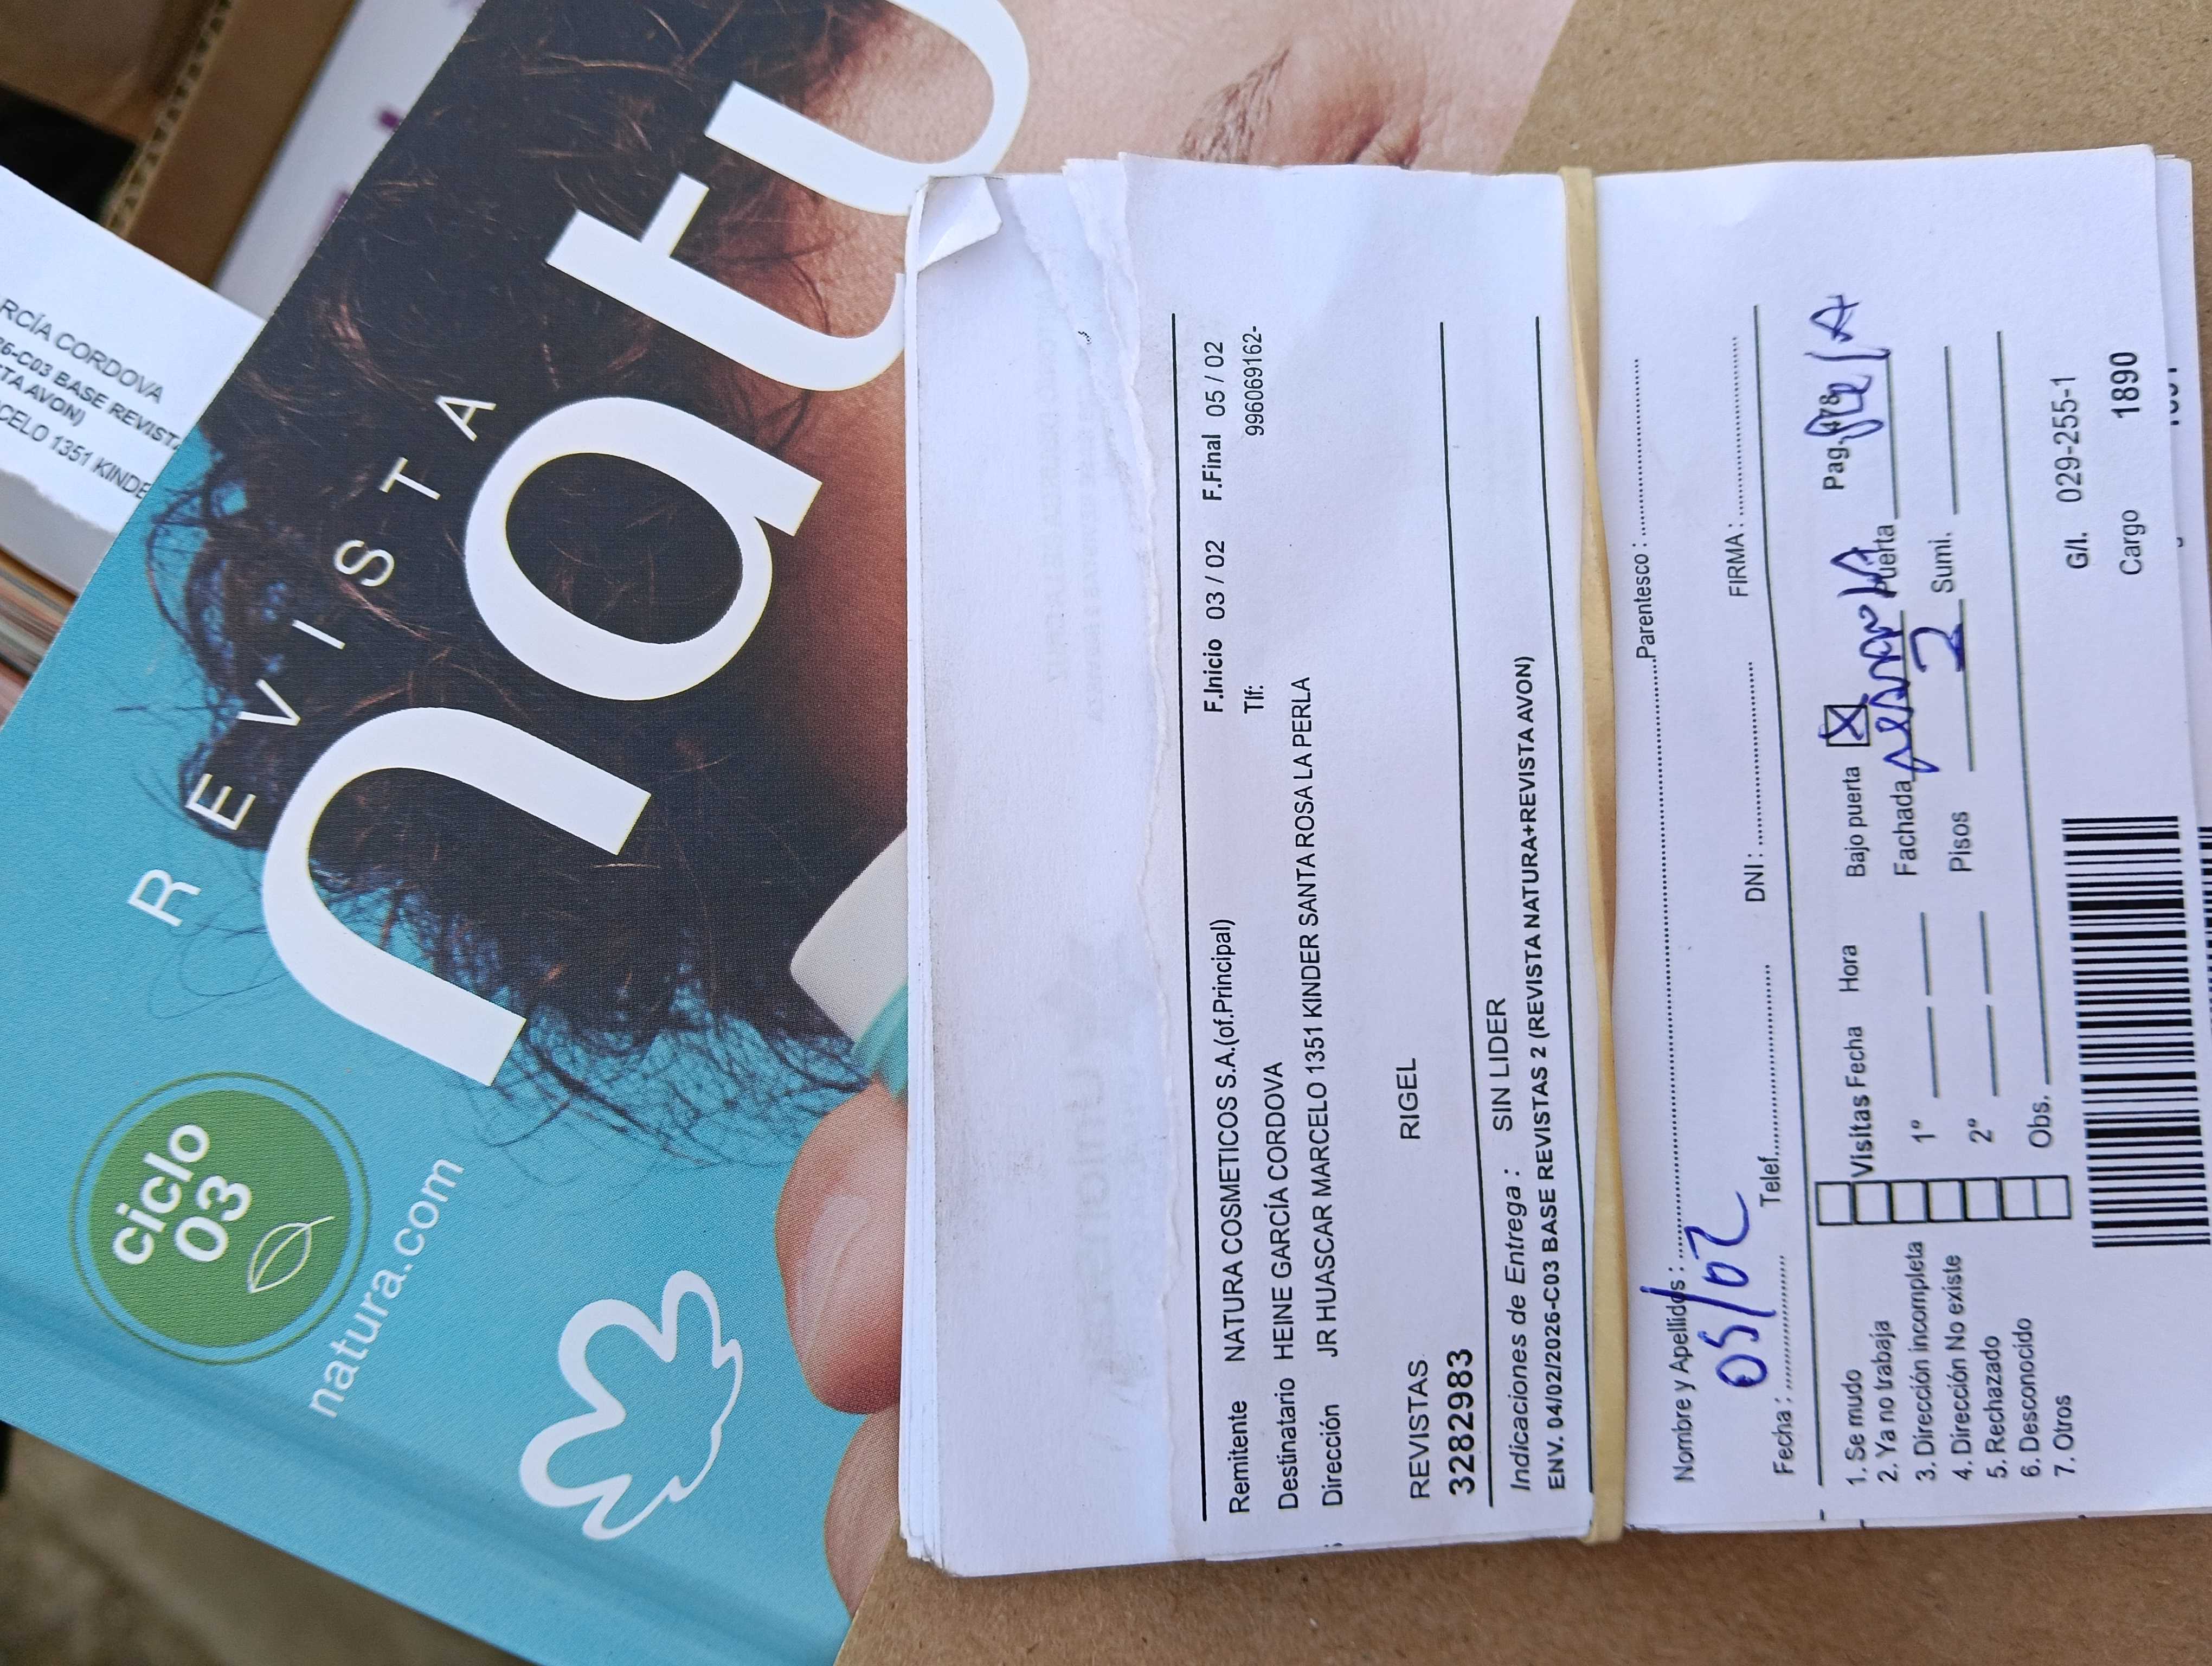 RCÍA CORDOVA
26-C03 BASE REVISTA
TA AVON)
CELO 1351 KINDE
REVISTA
natu
ciclo
03
natura.com
F.Inicio 03 / 02 F.Final 05 / 02
Remitente NATURA COSMETICOS S.A.(of.Principal) Tlf: 996069162-
Destinatario HEINE GARCÍA CORDOVA
Dirección JR HUASCAR MARCELO 1351 KINDER SANTA ROSA LA PERLA
REVISTAS RIGEL
3282983
Indicaciones de Entrega : SIN LIDER
ENV. 04/02/2026-C03 BASE REVISTAS 2 (REVISTA NATURA+REVISTA AVON)
Nombre y Apellidos : Parentesco :
05/02
Fecha : Telef. DNI : FIRMA :
1. Se mudo
2. Ya no trabaja
3. Dirección incompleta
4. Dirección No existe
5. Rechazado
6. Desconocido
7. Otros
Visitas Fecha Hora
1º
2º
Obs.
Bajo puerta X Pag.
Fachada Puerta
Pisos 2 Sumi.
G/I. 029-255-1
Cargo 1890